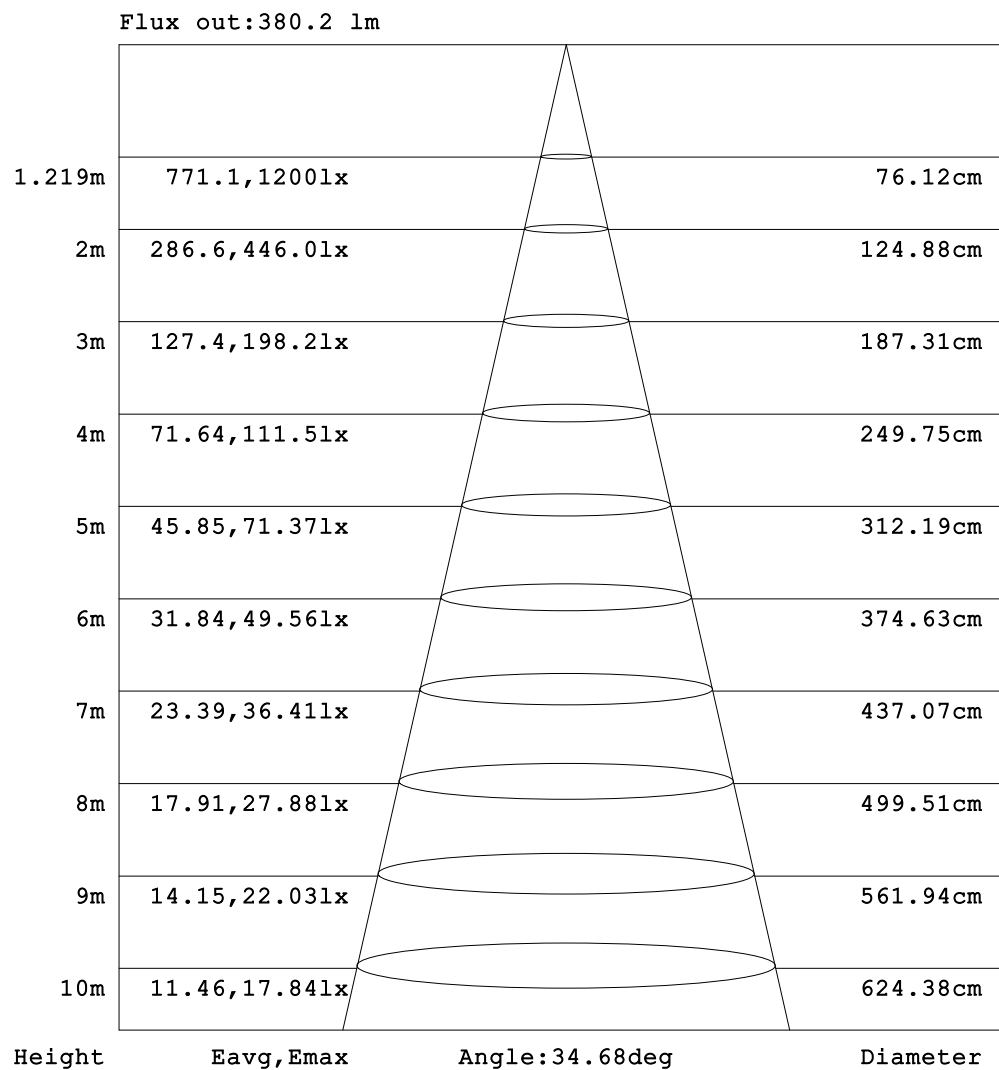 Flux out:380.2 lm
1.219m 771.1,1200lx 76.12cm
2m 286.6,446.0lx 124.88cm
3m 127.4,198.2lx 187.31cm
4m 71.64,111.5lx 249.75cm
5m 45.85,71.37lx 312.19cm
6m 31.84,49.56lx 374.63cm
7m 23.39,36.41lx 437.07cm
8m 17.91,27.88lx 499.51cm
9m 14.15,22.03lx 561.94cm
10m 11.46,17.84lx 624.38cm
Height Eavg,Emax Angle:34.68deg Diameter